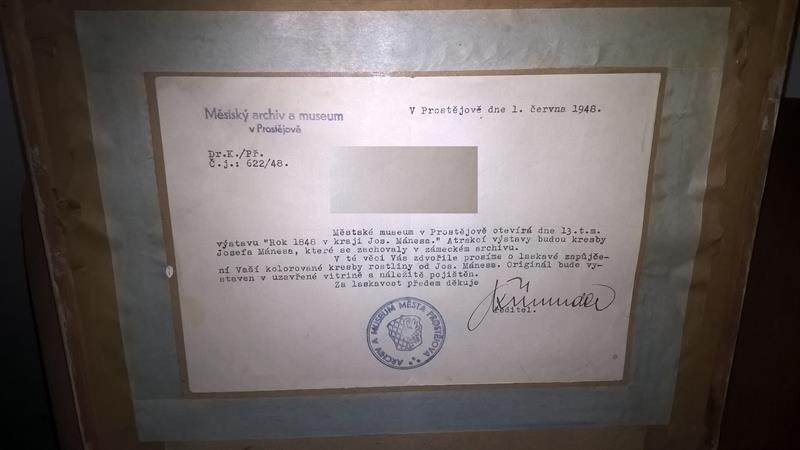 Městský archiv a museum
v Prostějově
V Prostějově dne 1. června 1948.
Dr.K./Př.
Č.j.: 622/48.
Městské museum v Prostějově otevírá dne 13.t.m.
výstavu "Rok 1848 v kraji Jos. Mánesa." Atrakcí výstavy budou kresby
Josefa Mánesa, které se zachovaly v zámeckém archivu.
V té věci Vás zdvořile prosíme o laskavé zapůjče-
ní Vaší kolorované kresby rostliny od Jos. Mánesa. Originál bude vy-
staven v uzavřené vitrině a náležitě pojištěn.
Za laskavost předem děkuje
ředitel.
ARCHIV A MUSEUM MĚSTA PROSTĚJOVA